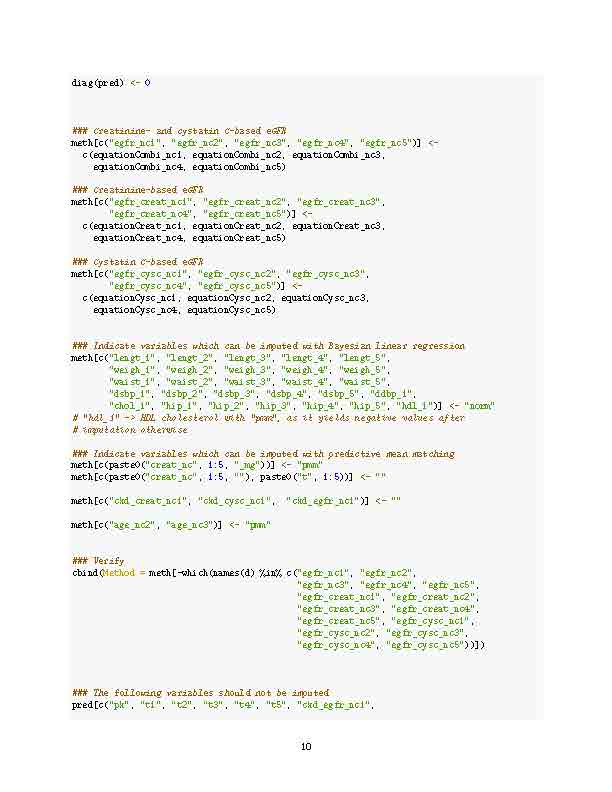 diag(pred) <- 0
### Creatinine- and cystatin C-based eGFR
meth[c("egfr_nc1", "egfr_nc2", "egfr_nc3", "egfr_nc4", "egfr_nc5")] <-
c(equationCombi_nc1, equationCombi_nc2, equationCombi_nc3,
equationCombi_nc4, equationCombi_nc5)
### Creatinine-based eGFR
meth[c("egfr_creat_nc1", "egfr_creat_nc2", "egfr_creat_nc3",
"egfr_creat_nc4", "egfr_creat_nc5")] <-
c(equationCreat_nc1, equationCreat_nc2, equationCreat_nc3,
equationCreat_nc4, equationCreat_nc5)
### Cystatin C-based eGFR
meth[c("egfr_cysc_nc1", "egfr_cysc_nc2", "egfr_cysc_nc3",
"egfr_cysc_nc4", "egfr_cysc_nc5")] <-
c(equationCysc_nc1, equationCysc_nc2, equationCysc_nc3,
equationCysc_nc4, equationCysc_nc5)
### Indicate variables which can be imputed with Bayesian linear regression
meth[c("lengt_1", "lengt_2", "lengt_3", "lengt_4", "lengt_5",
"weigh_1", "weigh_2", "weigh_3", "weigh_4", "weigh_5",
"waist_1", "waist_2", "waist_3", "waist_4", "waist_5",
"dsbp_1", "dsbp_2", "dsbp_3", "dsbp_4", "dsbp_5", "ddbp_1",
"chol_1", "hip_1", "hip_2", "hip_3", "hip_4", "hip_5", "hdl_1")] <- "norm"
# "hdl_1" -> HDL cholesterol with "pmm", as it yields negative values after
# imputation otherwise
### Indicate variables which can be imputed with predictive mean matching
meth[c(paste0("creat_nc", 1:5, "_mg"))] <- "pmm"
meth[c(paste0("creat_nc", 1:5, ""), paste0("t", 1:5))] <- ""
meth[c("ckd_creat_nc1", "ckd_cysc_nc1", "ckd_egfr_nc1")] <- ""
meth[c("age_nc2", "age_nc3")] <- "pmm"
### Verify
cbind(Method = meth[-which(names(d) %in% c("egfr_nc1", "egfr_nc2",
"egfr_nc3", "egfr_nc4", "egfr_nc5",
"egfr_creat_nc1", "egfr_creat_nc2",
"egfr_creat_nc3", "egfr_creat_nc4",
"egfr_creat_nc5", "egfr_cysc_nc1",
"egfr_cysc_nc2", "egfr_cysc_nc3",
"egfr_cysc_nc4", "egfr_cysc_nc5"))])
### The following variables should not be imputed
pred[c("pk", "t1", "t2", "t3", "t4", "t5", "ckd_egfr_nc1",
10